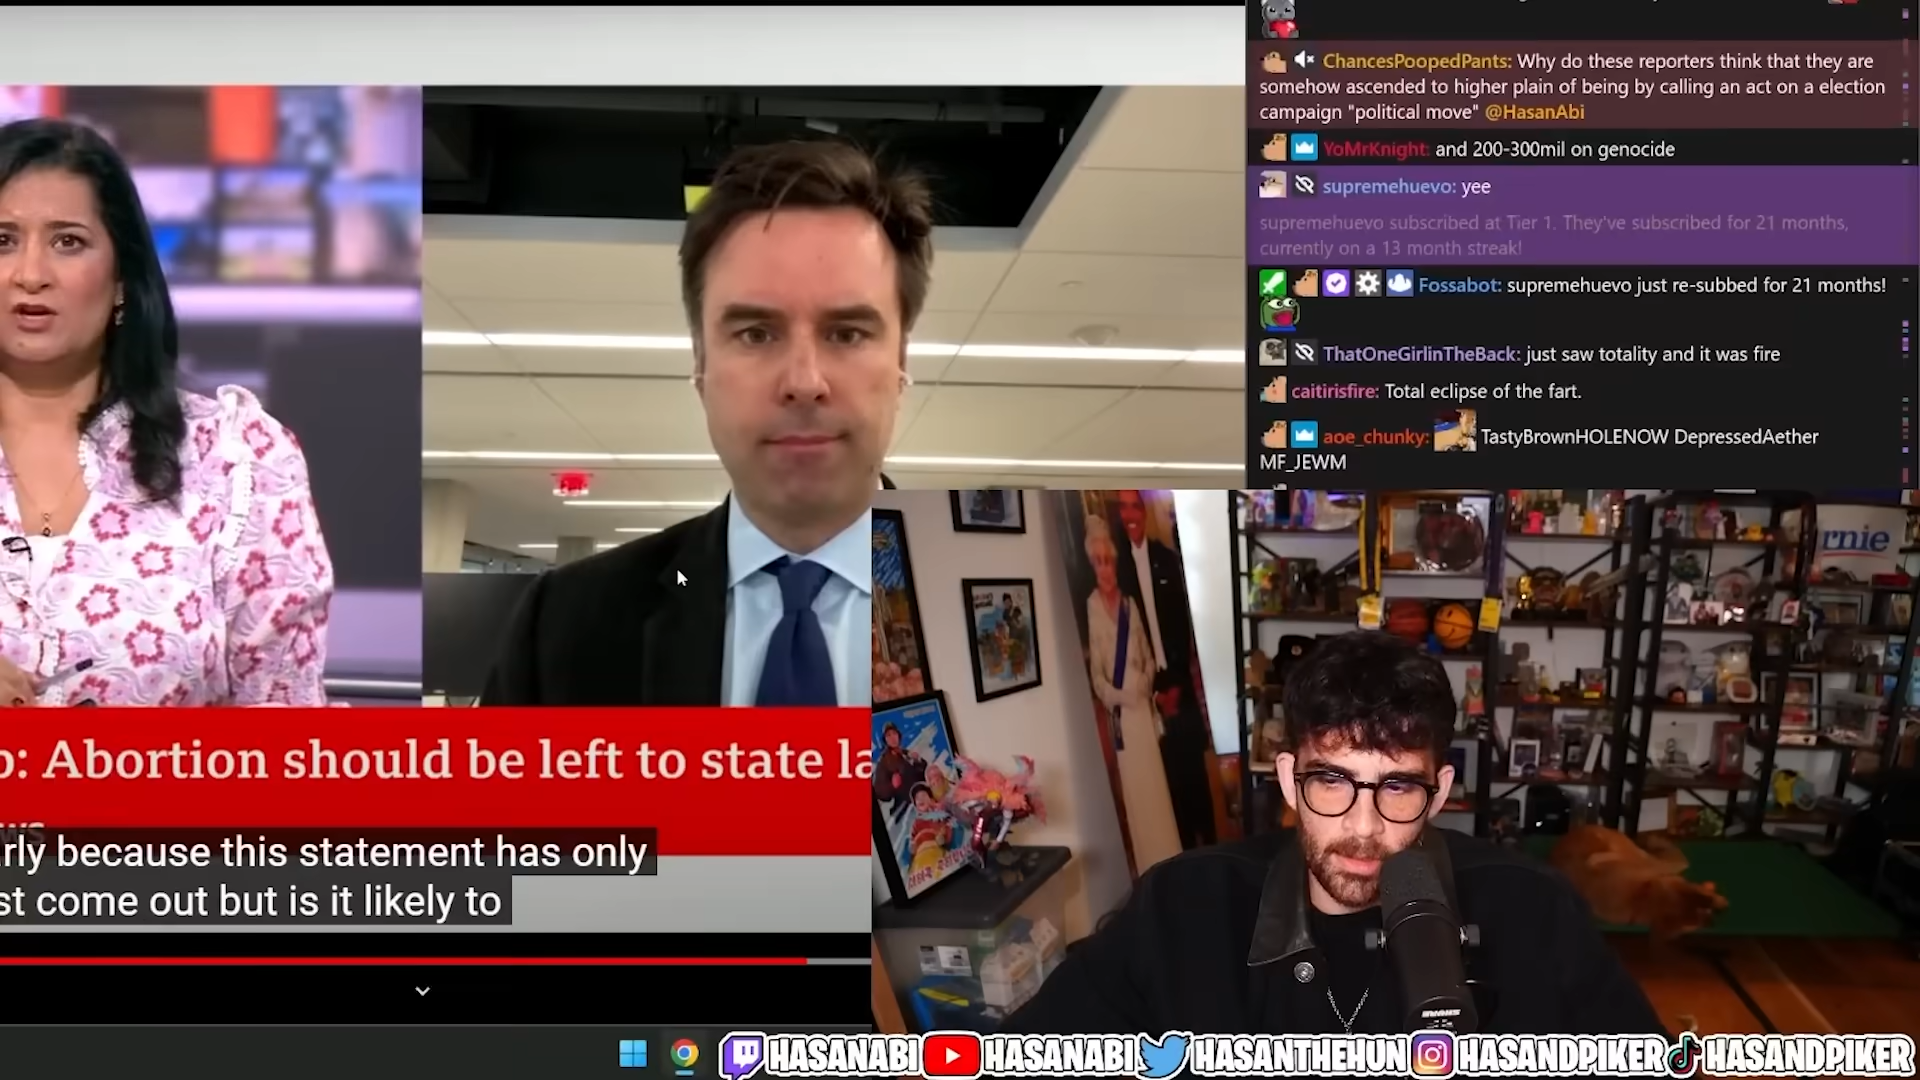 ChancesPoopedPants: Why do these reporters think that they are
somehow ascended to higher plain of being by calling an act on a election
campaign "political move" @HasanAbi
YoMrKnight: and 200-300mil on genocide
supremehuevo: yee
supremehuevo subscribed at Tier 1. They've subscribed for 21 months,
currently on a 13 month streak!
Fossabot: supremehuevo just re-subbed for 21 months!
ThatOneGirlinTheBack: just saw totality and it was fire
caitirisfire: Total eclipse of the fart.
aoe_chunky: TastyBrownHOLENOW DepressedAether
MF_JEWM
rnie
: Abortion should be left to state la
rly because this statement has only
st come out but is it likely to
HASANABI HASANABI HASANTHEHUN HASANDPIKER HASANDPIKER